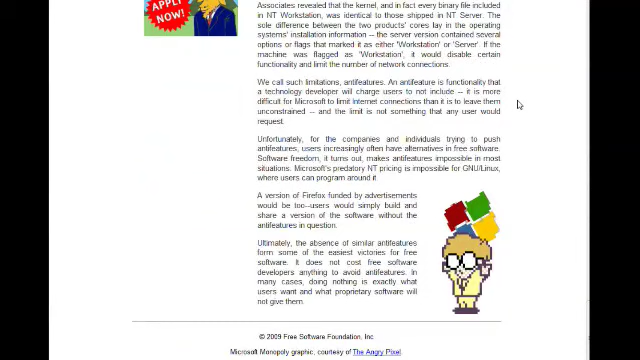 APPLY
NOW!
Associates revealed that the kernel, and in fact every binary file included
in NT Workstation, was identical to those shipped in NT Server. The
sole difference between the two products' cores lay in the operating
systems' installation information -- the server version contained several
options or flags that marked it as either 'Workstation' or 'Server'. If the
machine was flagged as 'Workstation', it would disable certain
functionality and limit the number of network connections.
We call such limitations, antifeatures. An antifeature is functionality that
a technology developer will charge users to not include -- it is more
difficult for Microsoft to limit Internet connections than it is to leave them
unconstrained -- and the limit is not something that any user would
request.
Unfortunately, for the companies and individuals trying to push
antifeatures, users increasingly often have alternatives in free software.
Software freedom, it turns out, makes antifeatures impossible in most
situations. Microsoft's predatory NT pricing is impossible for GNU/Linux,
where users can program around it.
A version of Firefox funded by advertisements
would be too--users would simply build and
share a version of the software without the
antifeatures in question.
Ultimately, the absence of similar antifeatures
form some of the easiest victories for free
software. It does not cost free software
developers anything to avoid antifeatures. In
many cases, doing nothing is exactly what
users want and what proprietary software will
not give them.
© 2009 Free Software Foundation, Inc
Microsoft Monopoly graphic, courtesy of The Angry Pixel.